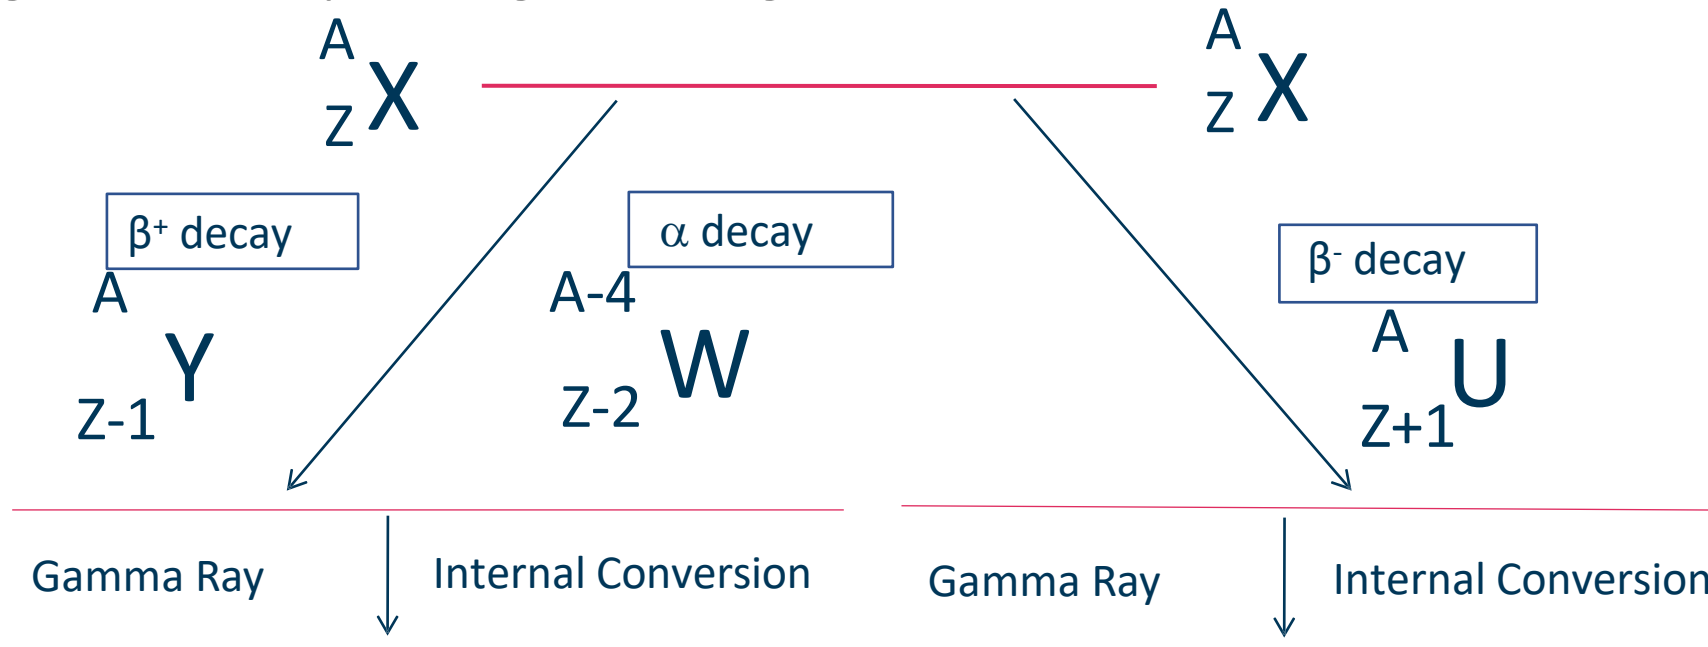 A
Z X
A
Z X
β⁺ decay
A
Z-1 Y
α decay
A-4
Z-2 W
β⁻ decay
A
Z+1 U
Gamma Ray
Internal Conversion
Gamma Ray
Internal Conversion